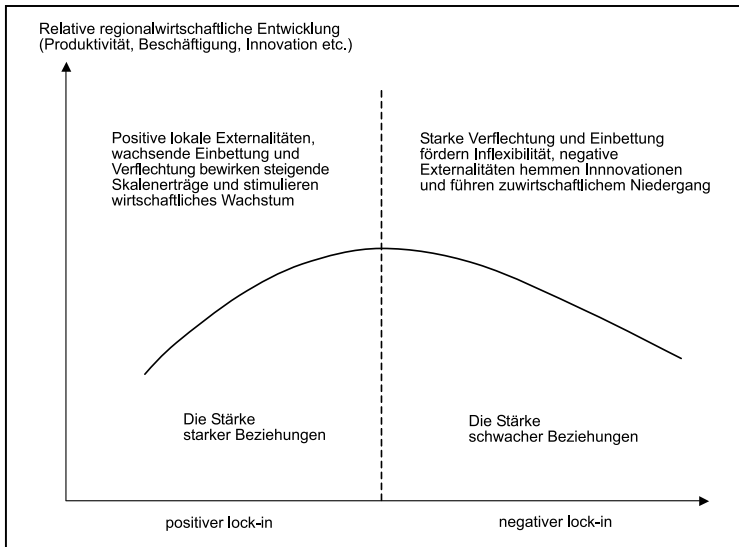 Relative regionalwirtschaftliche Entwicklung
(Produktivität, Beschäftigung, Innovation etc.)
Positive lokale Externalitäten,
wachsende Einbettung und
Verflechtung bewirken steigende
Skalenerträge und stimulieren
wirtschaftliches Wachstum
Starke Verflechtung und Einbettung
fördern Inflexibilität, negative
Externalitäten hemmen Innnovationen
und führen zuwirtschaftlichem Niedergang
Die Stärke
starker Beziehungen
Die Stärke
schwacher Beziehungen
positiver lock-in
negativer lock-in